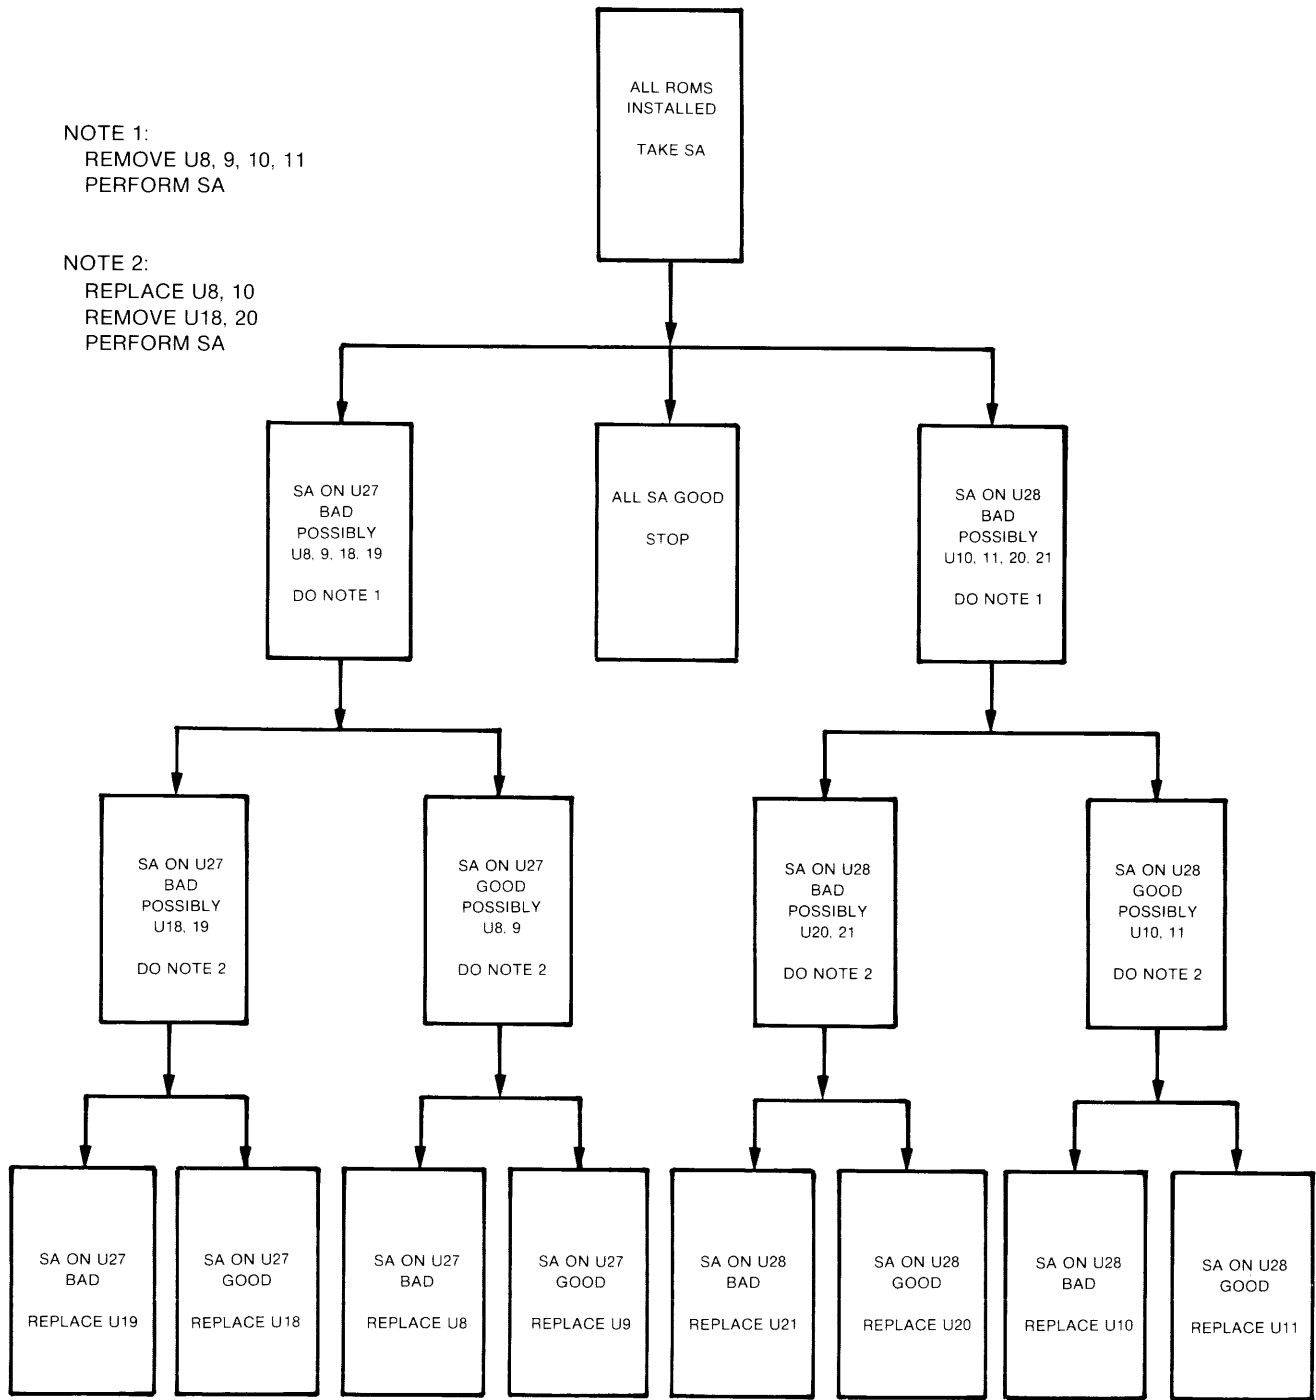 ALL ROMS
INSTALLED
TAKE SA
NOTE 1:
REMOVE U8, 9, 10, 11
PERFORM SA
NOTE 2:
REPLACE U8, 10
REMOVE U18, 20
PERFORM SA
SA ON U27
BAD
POSSIBLY
U8, 9, 18, 19
DO NOTE 1
ALL SA GOOD
STOP
SA ON U28
BAD
POSSIBLY
U10, 11, 20, 21
DO NOTE 1
SA ON U27
BAD
POSSIBLY
U18, 19
DO NOTE 2
SA ON U27
GOOD
POSSIBLY
U8, 9
DO NOTE 2
SA ON U28
BAD
POSSIBLY
U20, 21
DO NOTE 2
SA ON U28
GOOD
POSSIBLY
U10, 11
DO NOTE 2
SA ON U27
BAD
REPLACE U19
SA ON U27
GOOD
REPLACE U18
SA ON U27
BAD
REPLACE U8
SA ON U27
GOOD
REPLACE U9
SA ON U28
BAD
REPLACE U21
SA ON U28
GOOD
REPLACE U20
SA ON U28
BAD
REPLACE U10
SA ON U28
GOOD
REPLACE U11